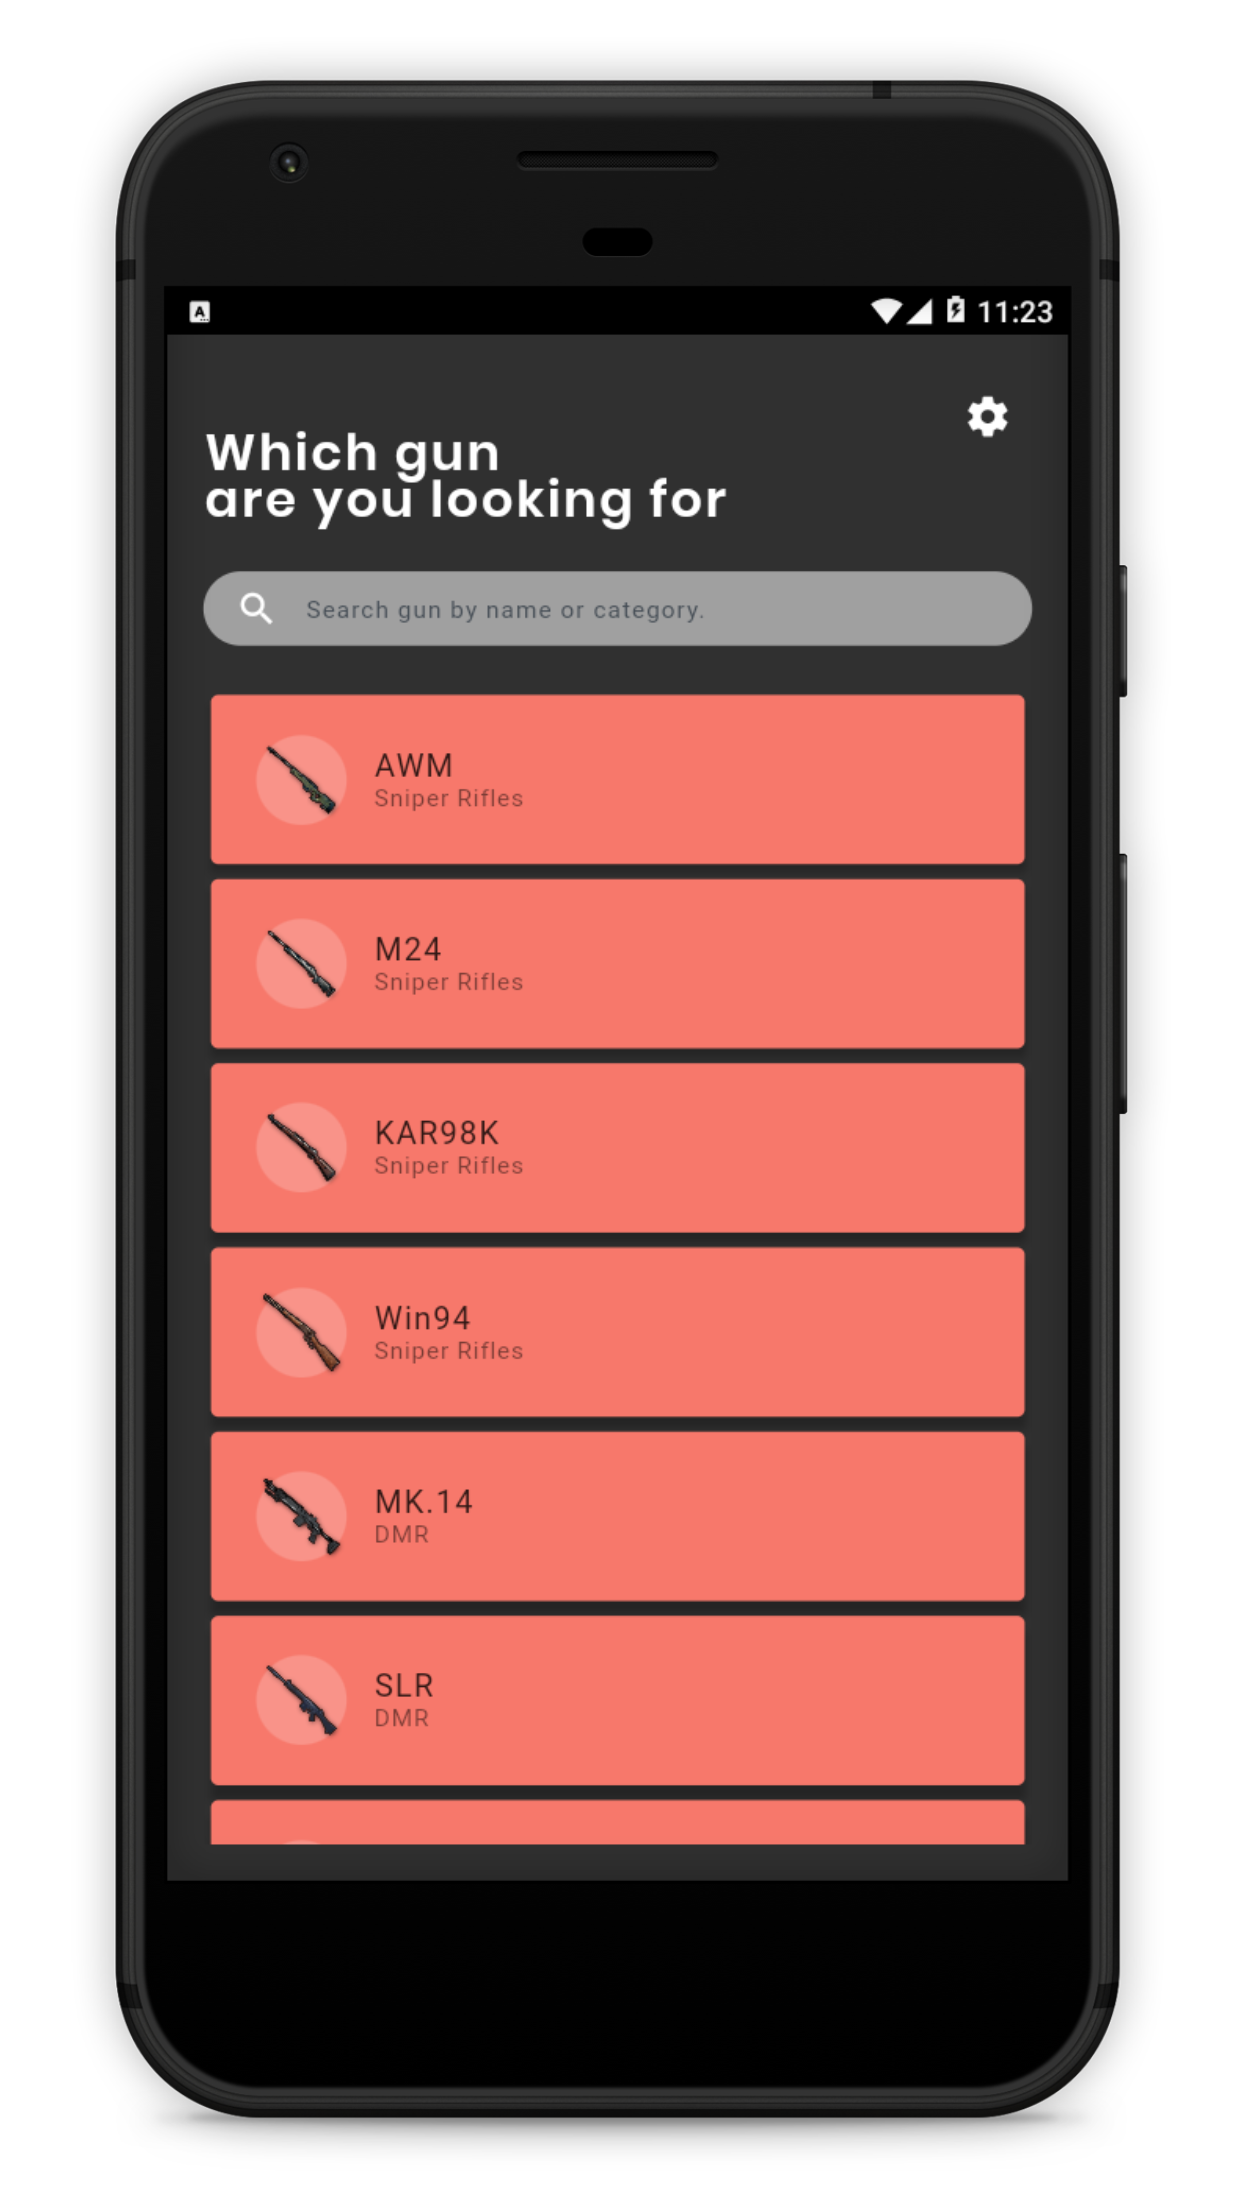 A
11:23
Which gun
are you looking for
Search gun by name or category.
AWM
Sniper Rifles
M24
Sniper Rifles
KAR98K
Sniper Rifles
Win94
Sniper Rifles
MK.14
DMR
SLR
DMR